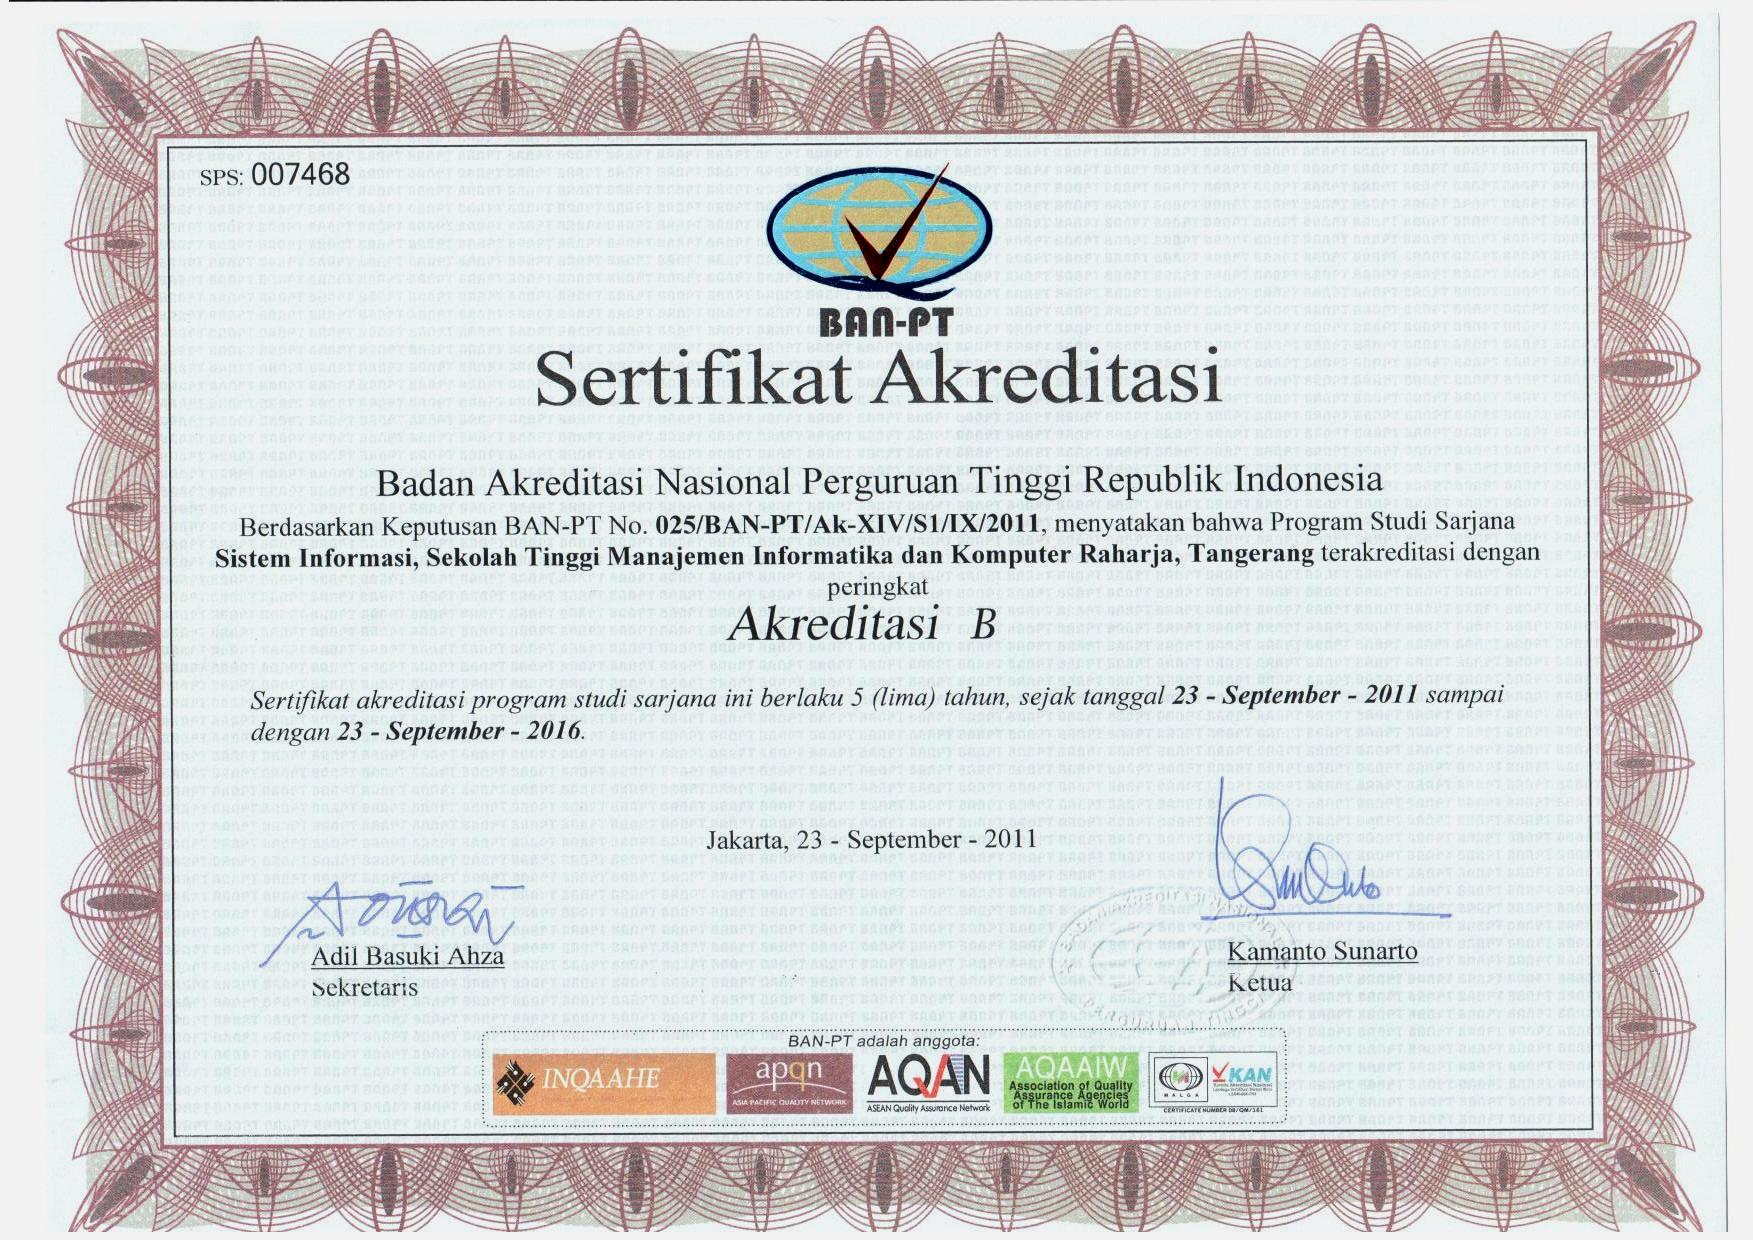 SPS: 007468
BAN-PT
Sertifikat Akreditasi
Badan Akreditasi Nasional Perguruan Tinggi Republik Indonesia
Berdasarkan Keputusan BAN-PT No. 025/BAN-PT/Ak-XIV/S1/IX/2011, menyatakan bahwa Program Studi Sarjana
Sistem Informasi, Sekolah Tinggi Manajemen Informatika dan Komputer Raharja, Tangerang terakreditasi dengan
peringkat
Akreditasi B
Sertifikat akreditasi program studi sarjana ini berlaku 5 (lima) tahun, sejak tanggal 23 - September - 2011 sampai
dengan 23 - September - 2016.
Jakarta, 23 - September - 2011
Adil Basuki Ahza
Sekretaris
Kamanto Sunarto
Ketua
BAN-PT adalah anggota:
INQAAHE
apqn
ASIA PACIFIC QUALITY NETWORK
AQAN
ASEAN Quality Assurance Network
AQAAIW
Association of Quality
Assurance Agencies
of The Islamic World
MALGA
KAN